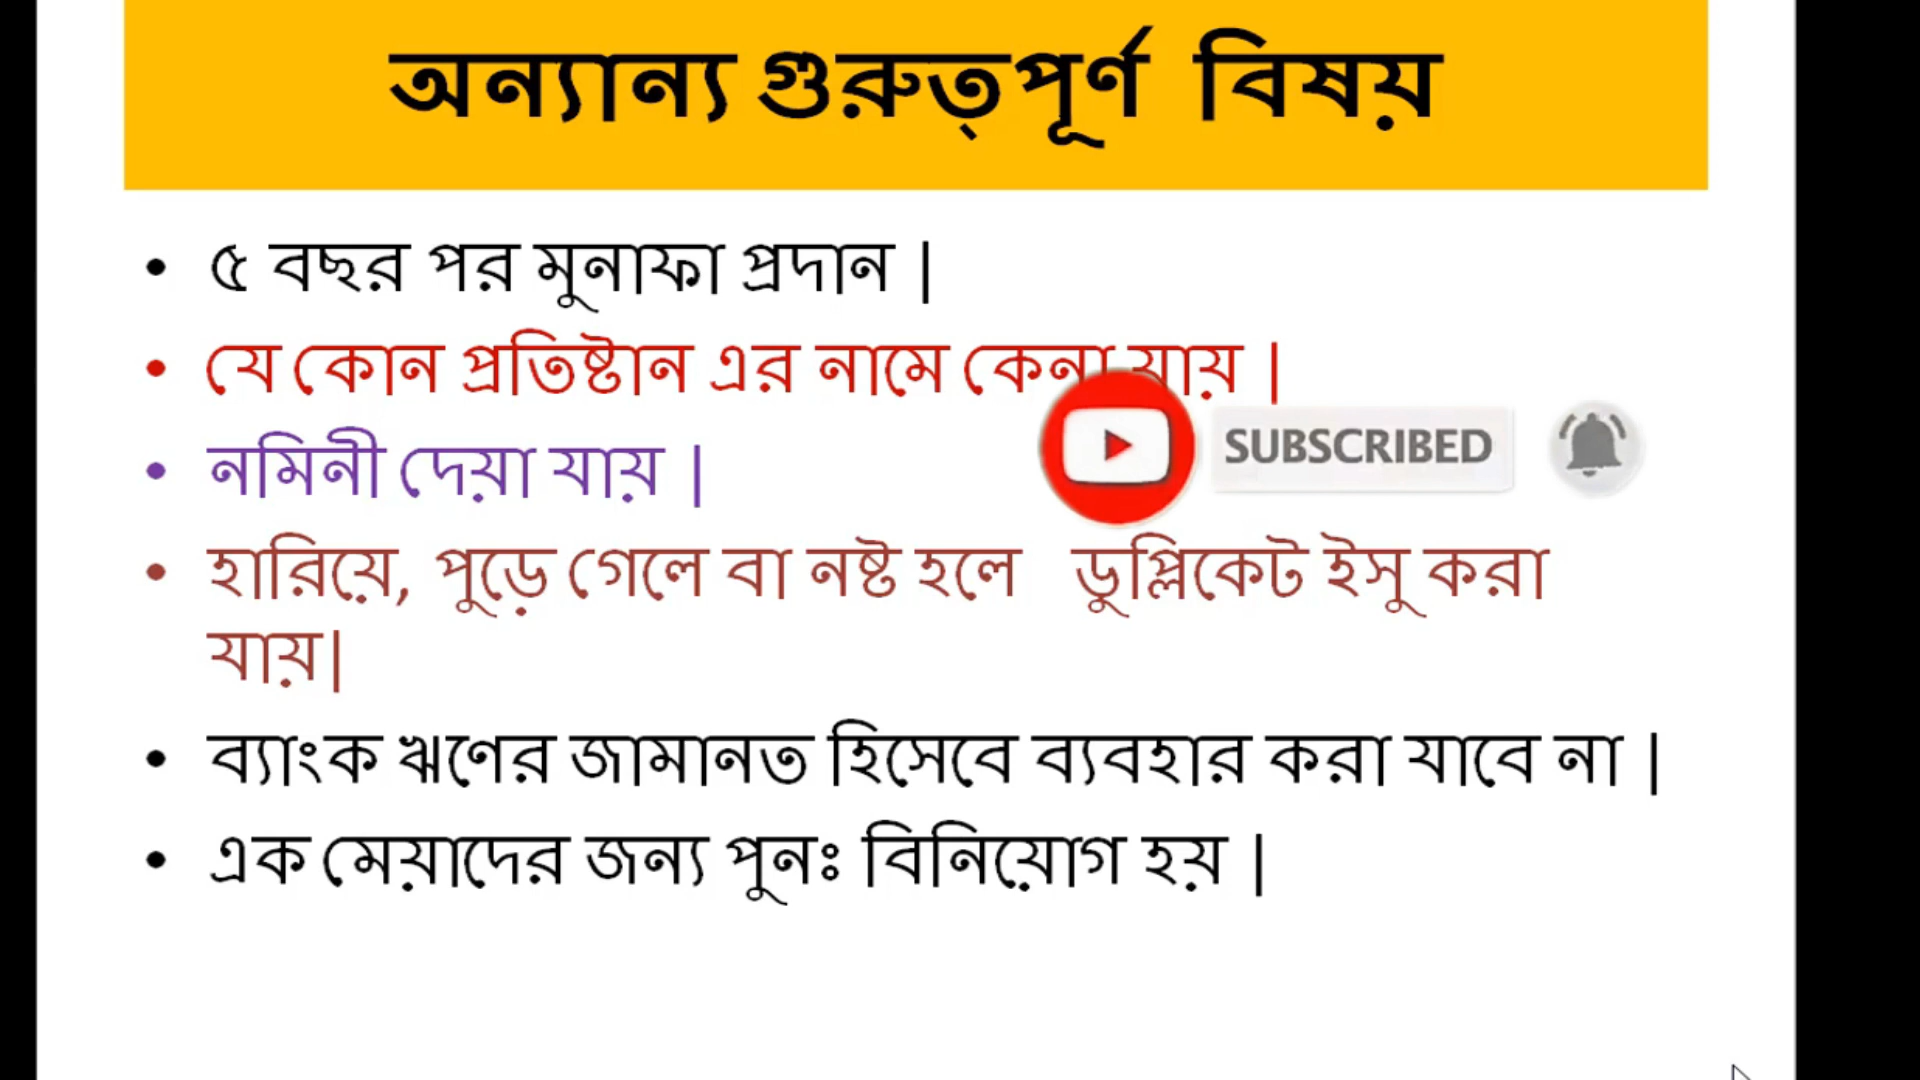 অন্যান্য গুরুত্পূর্ণ বিষয়
• ৫ বছর পর মুনাফা প্রদান |
• যে কোন প্রতিষ্টান এর নামে কেনা যায় |
• নমিনী দেয়া যায় |
SUBSCRIBED
• হারিয়ে, পুড়ে গেলে বা নষ্ট হলে ডুপ্লিকেট ইসু করা
যায়|
• ব্যাংক ঋণের জামানত হিসেবে ব্যবহার করা যাবে না |
• এক মেয়াদের জন্য পুনঃ বিনিয়োগ হয় |